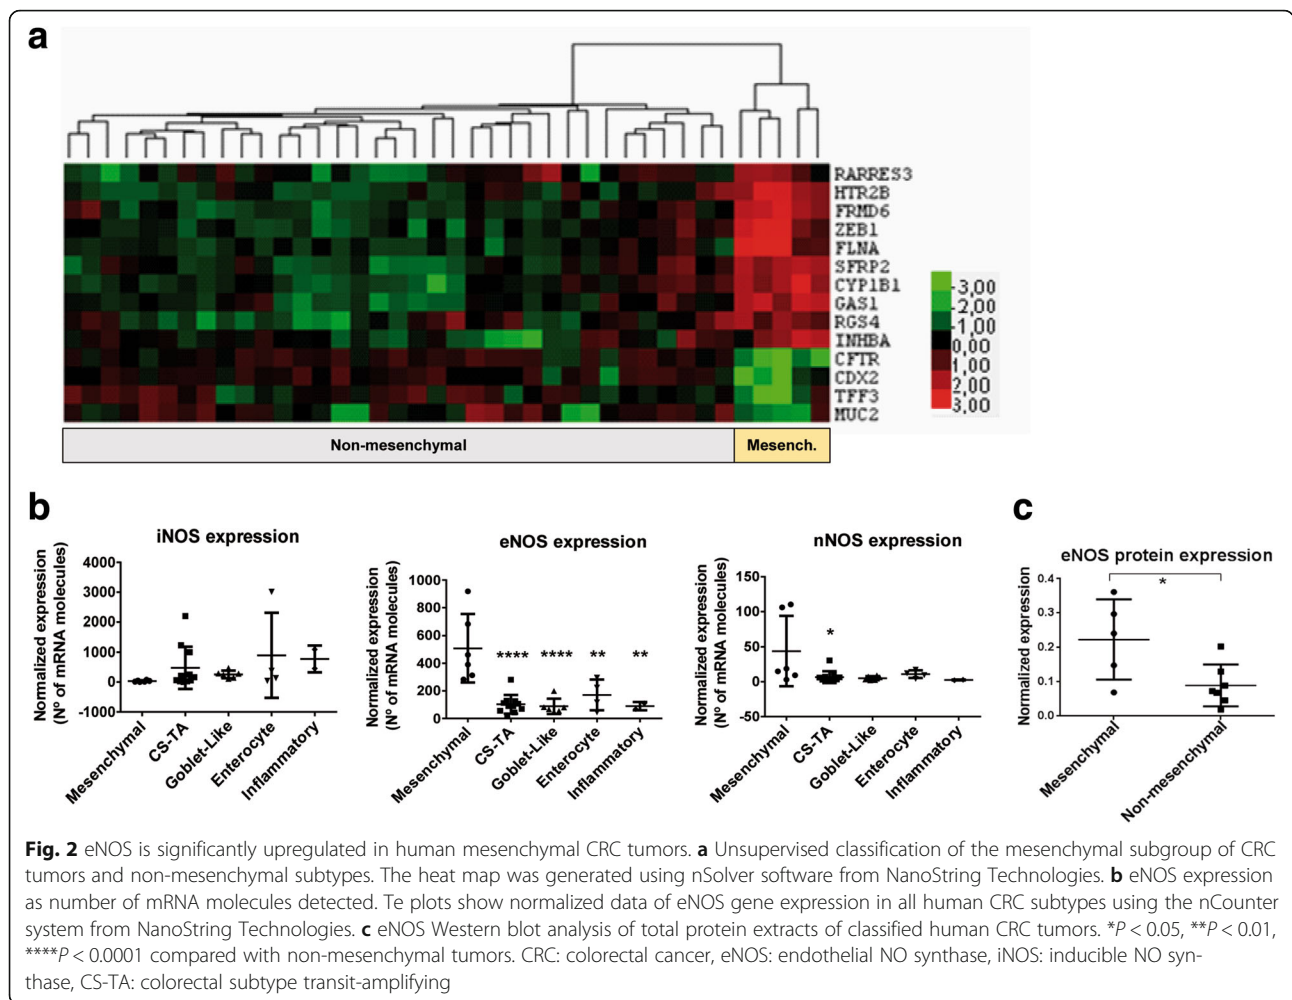 a
RARRES3
HTR2B
FRMD6
ZEB1
FLNA
SFRP2
CYP1B1
GAS1
RGS4
INHBA
CFTR
CDX2
TFF3
MUC2
-3,00
-2,00
-1,00
0,00
1,00
2,00
3,00
Non-mesenchymal
Mesench.
b
iNOS expression
Normalized expression
(Nº of mRNA molecules)
4000
3000
2000
1000
0
-1000
Mesenchymal
CS-TA
Goblet-Like
Enterocyte
Inflammatory
eNOS expression
Normalized expression
(Nº of mRNA molecules)
1000
800
600
400
200
0
****
****
**
**
Mesenchymal
CS-TA
Goblet-Like
Enterocyte
Inflammatory
nNOS expression
Normalized expression
(Nº of mRNA molecules)
150
100
50
0
-50
*
Mesenchymal
CS-TA
Goblet-Like
Enterocyte
Inflammatory
c
eNOS protein expression
Normalized expression
0.4
0.3
0.2
0.1
0.0
*
Mesenchymal
Non-mesenchymal
Fig. 2 eNOS is significantly upregulated in human mesenchymal CRC tumors. a Unsupervised classification of the mesenchymal subgroup of CRC
tumors and non-mesenchymal subtypes. The heat map was generated using nSolver software from NanoString Technologies. b eNOS expression
as number of mRNA molecules detected. Te plots show normalized data of eNOS gene expression in all human CRC subtypes using the nCounter
system from NanoString Technologies. c eNOS Western blot analysis of total protein extracts of classified human CRC tumors. *P < 0.05, **P < 0.01,
****P < 0.0001 compared with non-mesenchymal tumors. CRC: colorectal cancer, eNOS: endothelial NO synthase, iNOS: inducible NO syn-
thase, CS-TA: colorectal subtype transit-amplifying